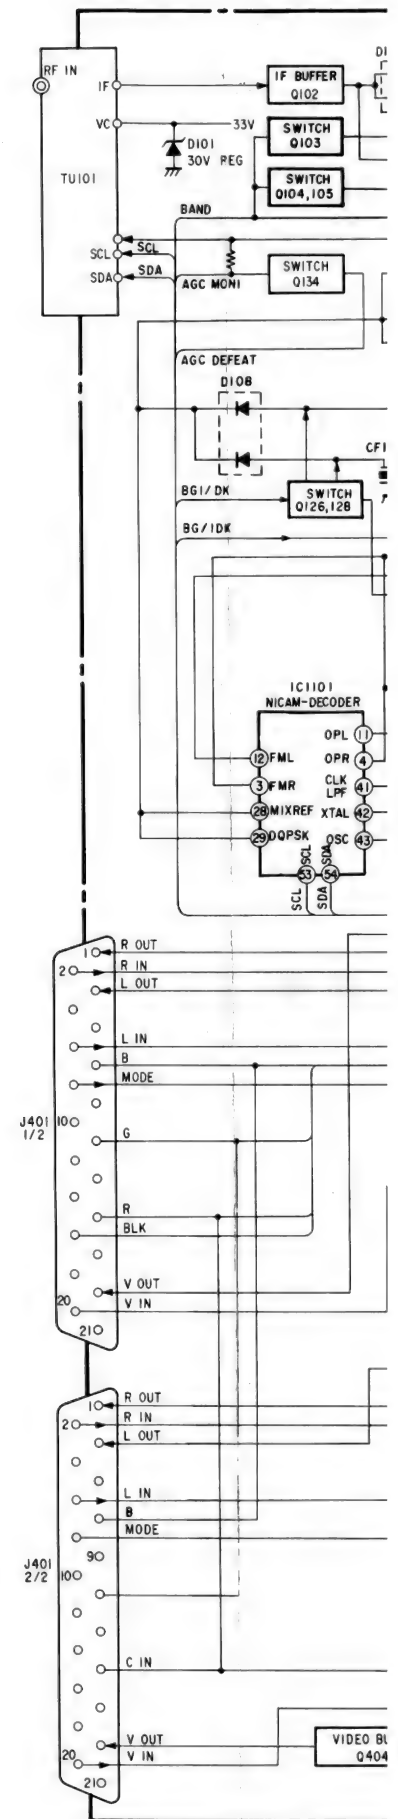 RF IN
IF
IF BUFFER
Q102
VC
33V
D101
30V REG
SWITCH
Q103
TU101
SWITCH
Q104,105
BAND
SCL
SCL
SDA
SDA
AGC MONI
SWITCH
Q134
AGC DEFEAT
D108
BGI/DK
SWITCH
Q126,128
BG/IDK
IC1101
NICAM-DECODER
OPL 11
12 FML
OPR 4
3 FMR
CLK
LPF 41
28 MIXREF
XTAL 42
29 DQPSK
OSC 43
SCL
SDA
53
54
SCL
SDA
1
R OUT
2
R IN
L OUT
L IN
B
MODE
J401
1/2
10
G
R
BLK
V OUT
20
V IN
21
1
R OUT
2
R IN
L OUT
L IN
B
MODE
9
J401
2/2
10
C IN
V OUT
20
V IN
21
Q404